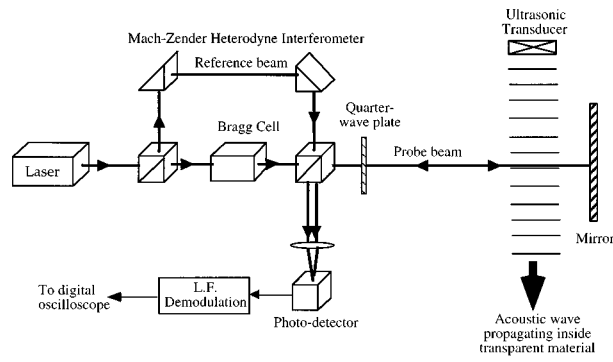 Ultrasonic
Transducer
Mach-Zender Heterodyne Interferometer
Reference beam
Quarter-
wave plate
Bragg Cell
Probe beam
Laser
Mirror
To digital
oscilloscope
L.F.
Demodulation
Photo-detector
Acoustic wave
propagating inside
transparent material